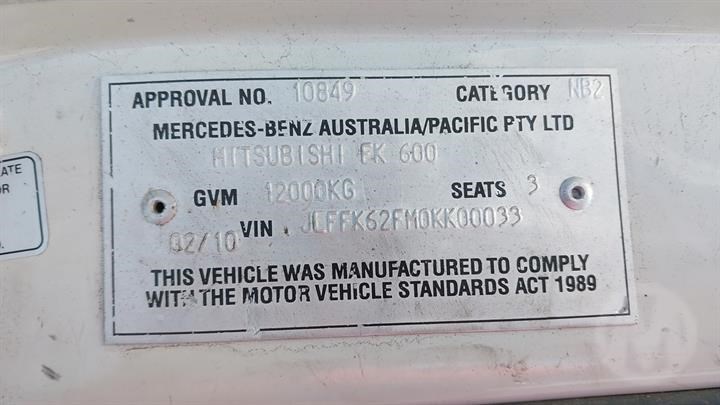 APPROVAL NO. 10849 CATEGORY NB2
MERCEDES-BENZ AUSTRALIA/PACIFIC PTY LTD
MITSUBISHI FK 600
GVM 12000KG SEATS 3
02/10 VIN JLFFK62FM0KK00033
THIS VEHICLE WAS MANUFACTURED TO COMPLY
WITH THE MOTOR VEHICLE STANDARDS ACT 1989